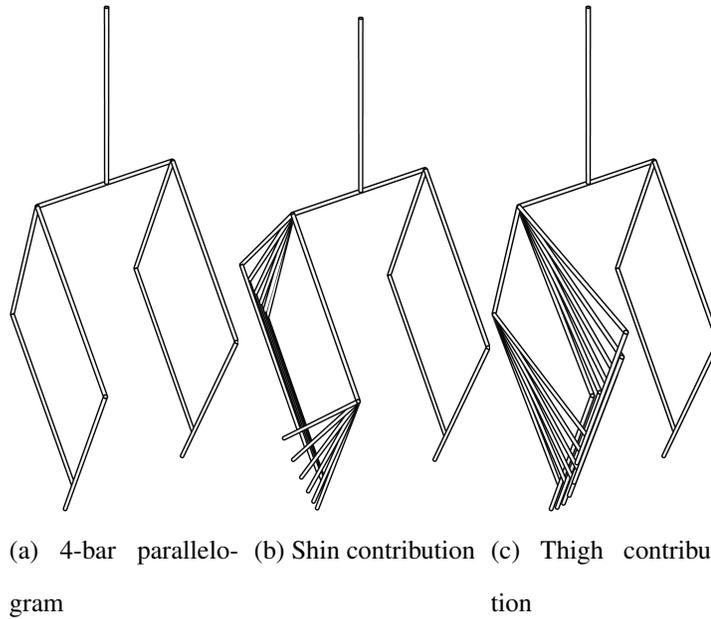 (a) 4-bar parallelo-
gram
(b) Shin contribution
(c) Thigh contribu
tion